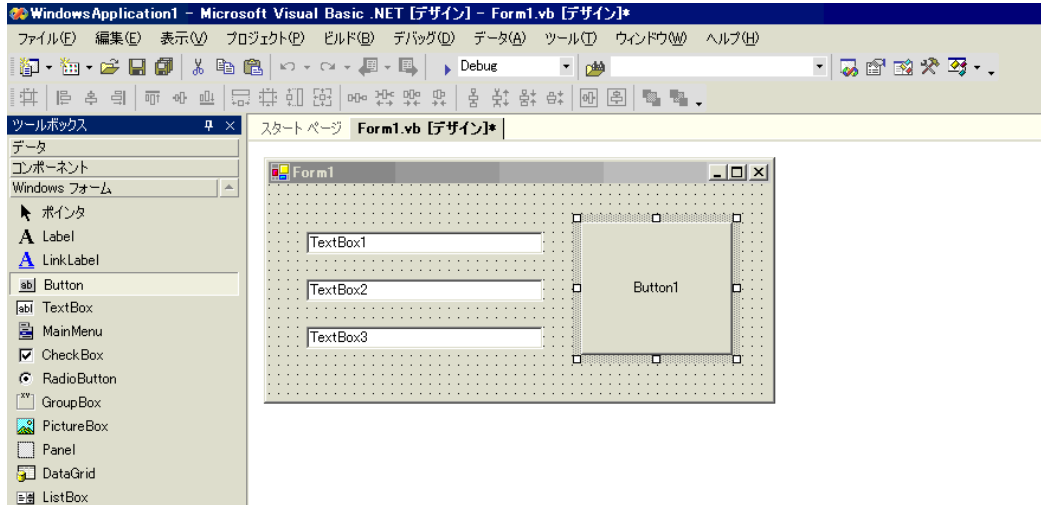 WindowsApplication1 - Microsoft Visual Basic .NET [デザイン] - Form1.vb [デザイン]*
ファイル(F) 編集(E) 表示(V) プロジェクト(P) ビルド(B) デバッグ(D) データ(A) ツール(T) ウィンドウ(W) ヘルプ(H)
Debug
ツールボックス
スタート ページ Form1.vb [デザイン]*
データ
コンポーネント
Windows フォーム
ポインタ
Label
LinkLabel
Button
TextBox
MainMenu
CheckBox
RadioButton
GroupBox
PictureBox
Panel
DataGrid
ListBox
Form1
TextBox1
TextBox2
TextBox3
Button1